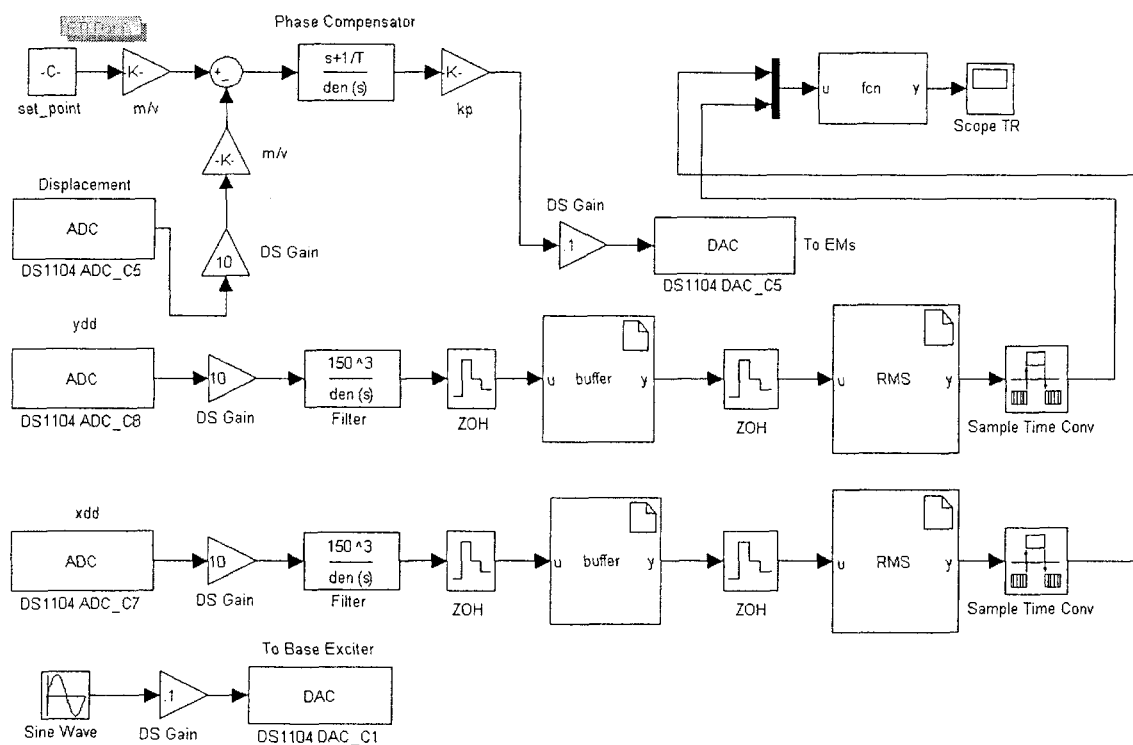 Phase Compensator
-C-
set_point
-K-
m/v
+
-
s+1/T
den(s)
-K-
kp
u fcn y
Scope TR
-K-
m/v
Displacement
ADC
DS1104 ADC_C5
10
DS Gain
DS Gain
.1
DAC
To EMs
DS1104 DAC_C5
ydd
ADC
DS1104 ADC_C8
10
DS Gain
150^3
den(s)
Filter
ZOH
u buffer y
ZOH
u RMS y
Sample Time Conv
xdd
ADC
DS1104 ADC_C7
10
DS Gain
150^3
den(s)
Filter
ZOH
u buffer y
ZOH
u RMS y
Sample Time Conv
To Base Exciter
Sine Wave
.1
DS Gain
DAC
DS1104 DAC_C1